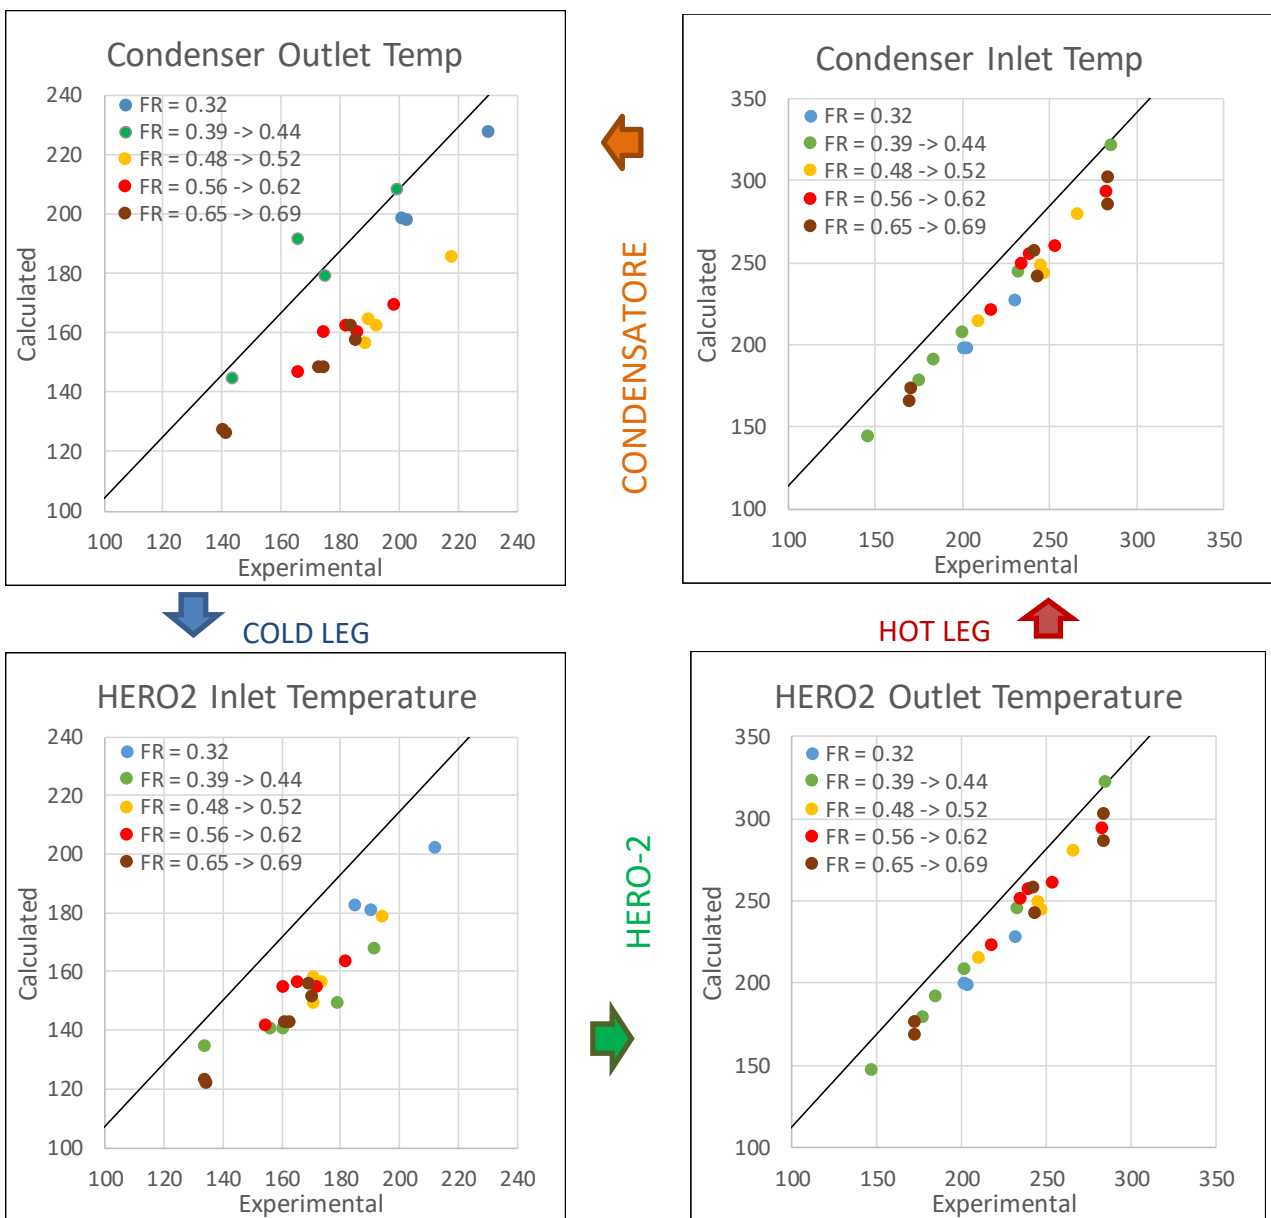 Condenser Outlet Temp
240
220
200
180
160
140
120
100
100 120 140 160 180 200 220 240
Calculated
Experimental
FR = 0.32
FR = 0.39 -> 0.44
FR = 0.48 -> 0.52
FR = 0.56 -> 0.62
FR = 0.65 -> 0.69
CONDENSATORE
Condenser Inlet Temp
350
300
250
200
150
100
100 150 200 250 300 350
Calculated
Experimental
FR = 0.32
FR = 0.39 -> 0.44
FR = 0.48 -> 0.52
FR = 0.56 -> 0.62
FR = 0.65 -> 0.69
COLD LEG
HOT LEG
HERO2 Inlet Temperature
240
220
200
180
160
140
120
100
100 120 140 160 180 200 220 240
Calculated
Experimental
FR = 0.32
FR = 0.39 -> 0.44
FR = 0.48 -> 0.52
FR = 0.56 -> 0.62
FR = 0.65 -> 0.69
HERO-2
HERO2 Outlet Temperature
350
300
250
200
150
100
100 150 200 250 300 350
Calculated
Experimental
FR = 0.32
FR = 0.39 -> 0.44
FR = 0.48 -> 0.52
FR = 0.56 -> 0.62
FR = 0.65 -> 0.69